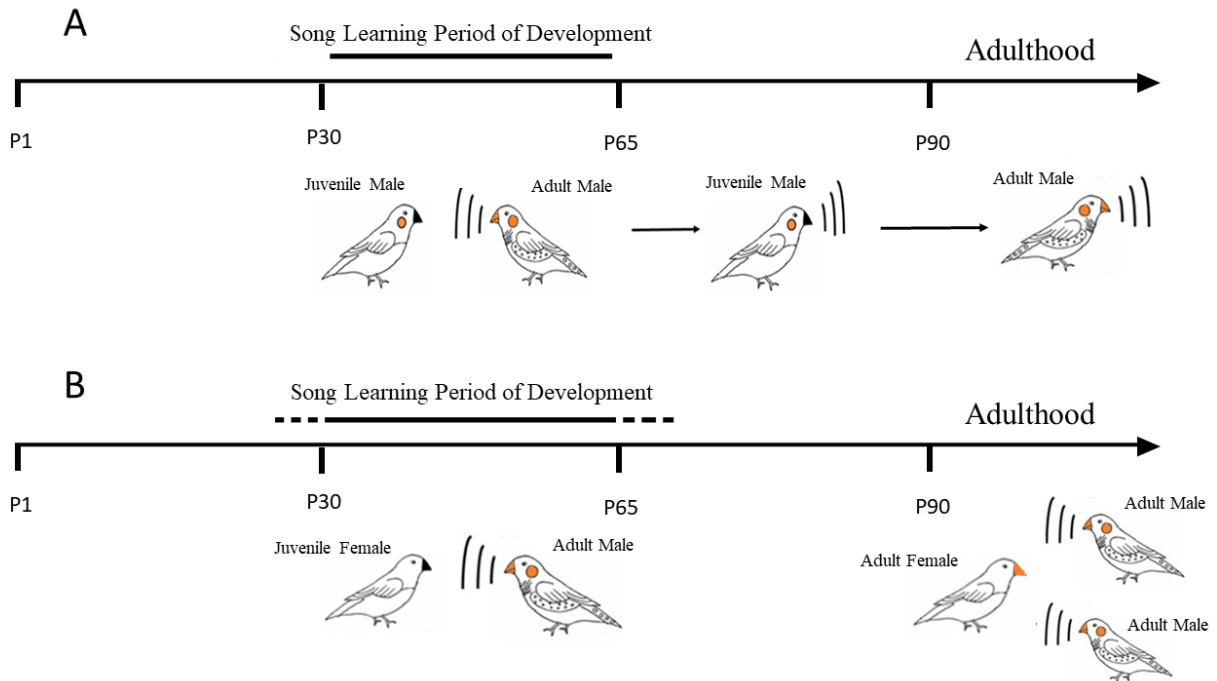 A
Song Learning Period of Development
Adulthood
P1
P30
P65
P90
Juvenile Male
Adult Male
Juvenile Male
Adult Male
B
Song Learning Period of Development
Adulthood
P1
P30
P65
P90
Juvenile Female
Adult Male
Adult Female
Adult Male
Adult Male